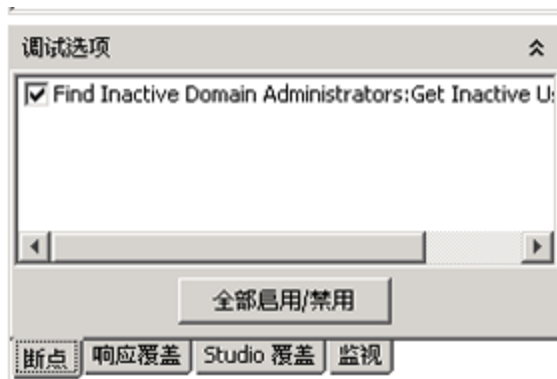 调试选项
Find Inactive Domain Administrators:Get Inactive
全部启用/禁用
断点 响应覆盖 Studio 覆盖 监视